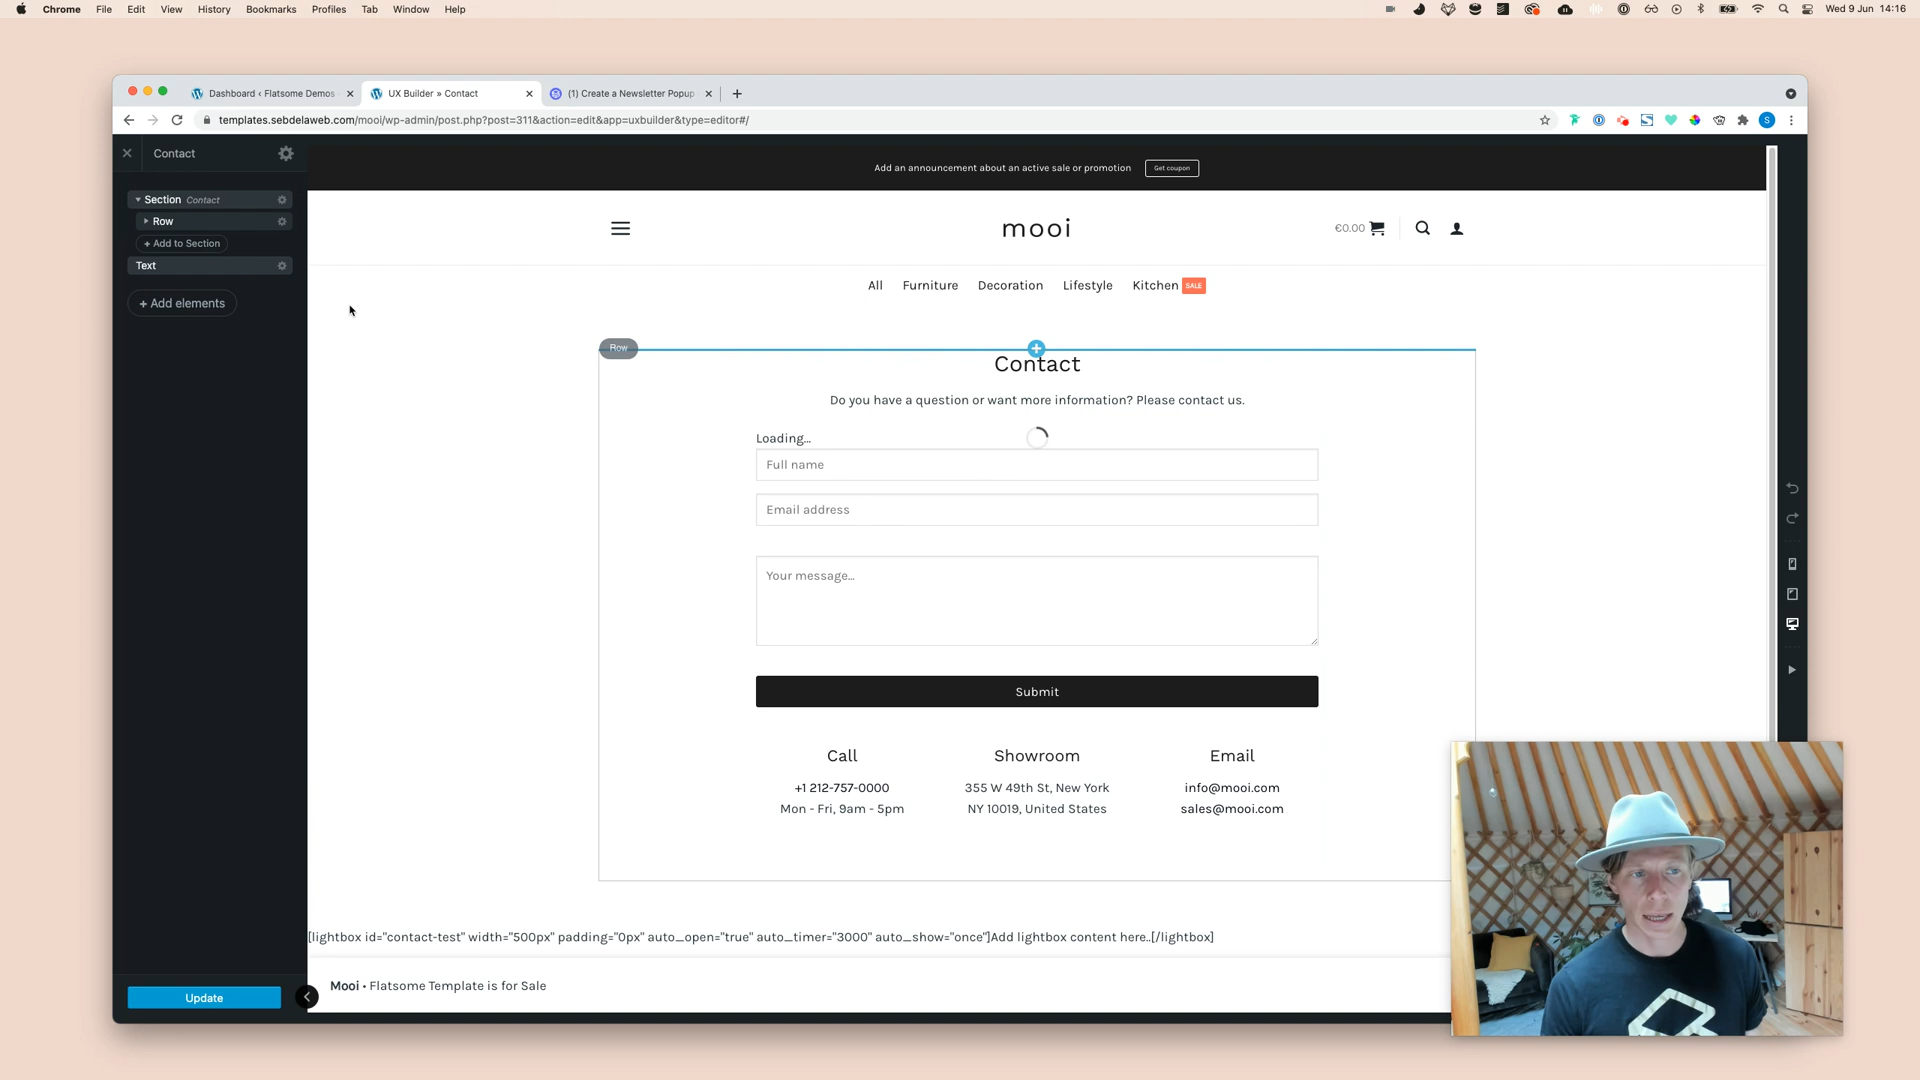 Chrome File Edit View History Bookmarks Profiles Tab Window Help
Wed 9 Jun 14:16
Dashboard ‹ Flatsome Demos
UX Builder » Contact
(1) Create a Newsletter Popup
templates.sebdelaweb.com/mooi/wp-admin/post.php?post=311&action=edit&app=uxbuilder&type=editor#/
S
Contact
Section Contact
Row
+ Add to Section
Text
+ Add elements
Update
Add an announcement about an active sale or promotion
Get coupon
mooi
€0.00
All Furniture Decoration Lifestyle Kitchen SALE
Row
Contact
Do you have a question or want more information? Please contact us.
Loading...
Full name
Email address
Your message...
Submit
Call
+1 212-757-0000
Mon - Fri, 9am - 5pm
Showroom
355 W 49th St, New York
NY 10019, United States
Email
info@mooi.com
sales@mooi.com
[lightbox id="contact-test" width="500px" padding="0px" auto_open="true" auto_timer="3000" auto_show="once"]Add lightbox content here..[/lightbox]
Mooi • Flatsome Template is for Sale